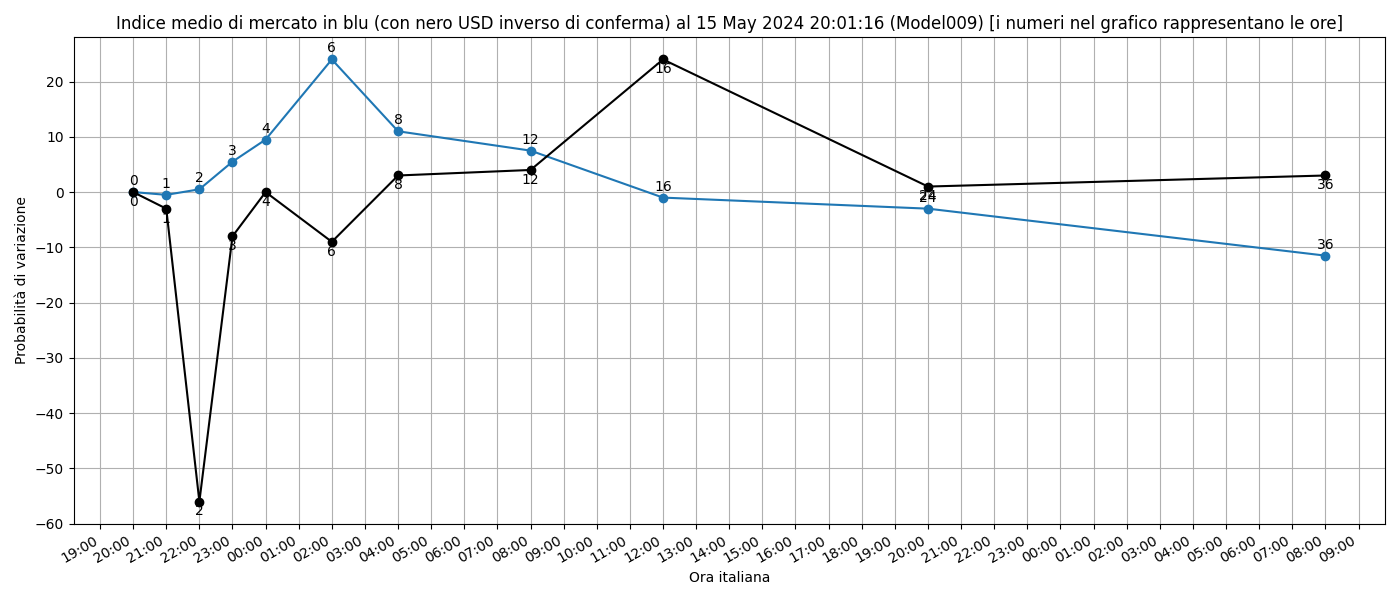 Indice medio di mercato in blu (con nero USD inverso di conferma) al 15 May 2024 20:01:16 (Model009) [i numeri nel grafico rappresentano le ore]
Probabilità di variazione
20
10
0
−10
−20
−30
−40
−50
−60
0 1 2 3 4 6 8 12 16 24 36
0 1 2 3 4 6 8 12 16 24 36
19:00 20:00 21:00 22:00 23:00 00:00 01:00 02:00 03:00 04:00 05:00 06:00 07:00 08:00 09:00 10:00 11:00 12:00 13:00 14:00 15:00 16:00 17:00 18:00 19:00 20:00 21:00 22:00 23:00 00:00 01:00 02:00 03:00 04:00 05:00 06:00 07:00 08:00 09:00
Ora italiana